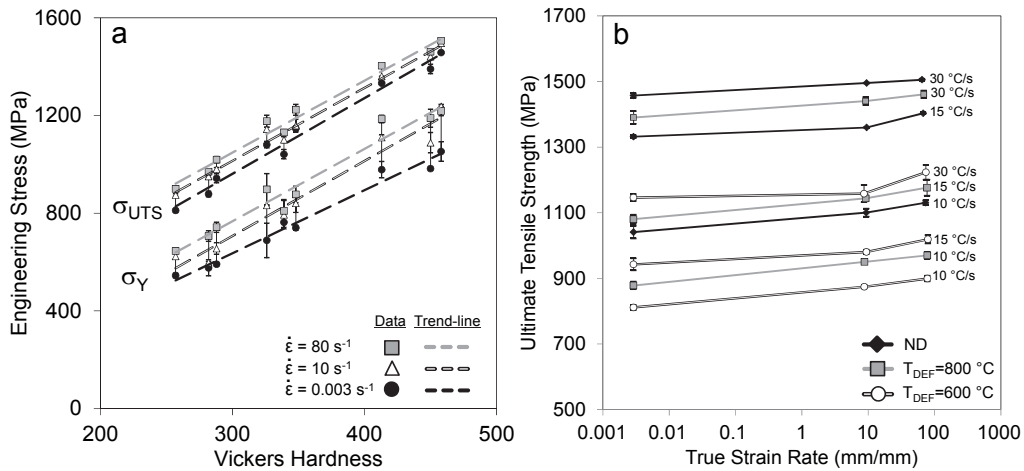 a
Engineering Stress (MPa)
1600
1200
800
400
0
σUTS
σY
Data Trend-line
ε̇ = 80 s⁻¹
ε̇ = 10 s⁻¹
ε̇ = 0.003 s⁻¹
200 300 400 500
Vickers Hardness
b
Ultimate Tensile Strength (MPa)
1700
1500
1300
1100
900
700
500
30 °C/s
30 °C/s
15 °C/s
30 °C/s
15 °C/s
10 °C/s
15 °C/s
10 °C/s
10 °C/s
ND
TDEF=800 °C
TDEF=600 °C
0.001 0.01 0.1 1 10 100 1000
True Strain Rate (mm/mm)